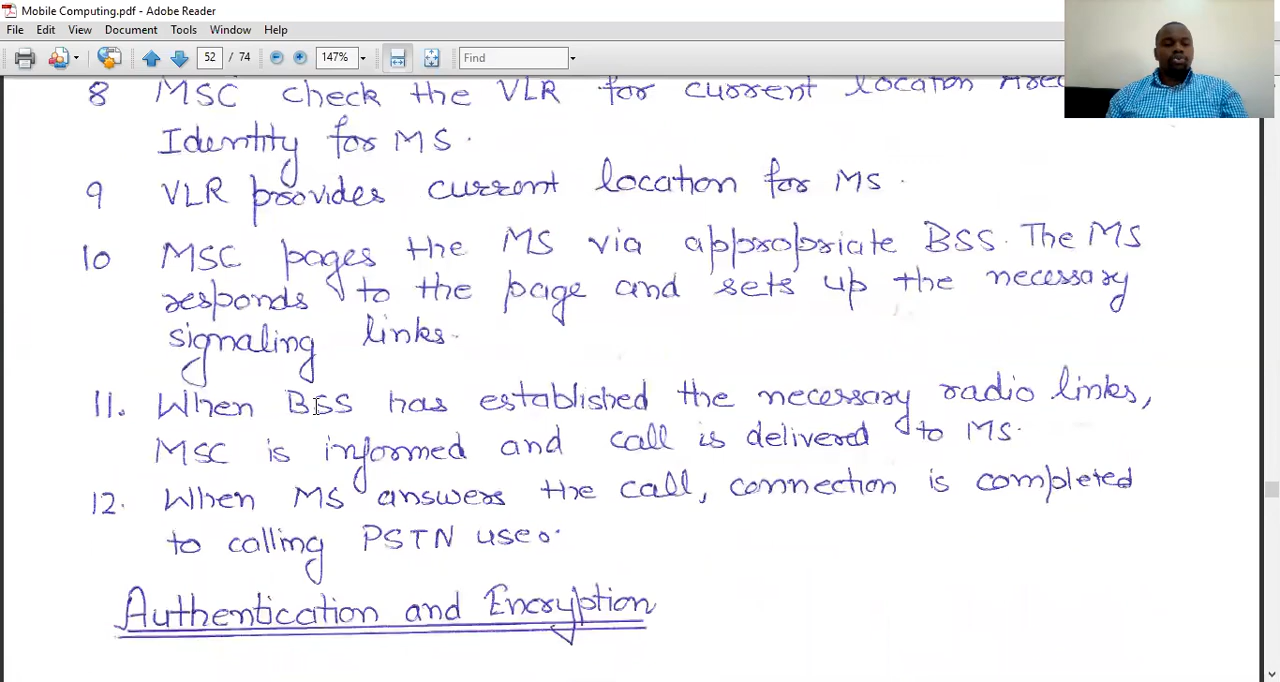 Mobile Computing.pdf - Adobe Reader
File Edit View Document Tools Window Help
52 / 74 147% Find
8 MSC check the VLR for current location Area
Identity for MS.
9 VLR provides current location for MS.
10 MSC pages the MS via appropriate BSS. The MS
responds to the page and sets up the necessary
signaling links.
11. When BSS has established the necessary radio links,
MSC is informed and call is delivered to MS.
12. When MS answers the call, connection is completed
to calling PSTN user.
Authentication and Encryption